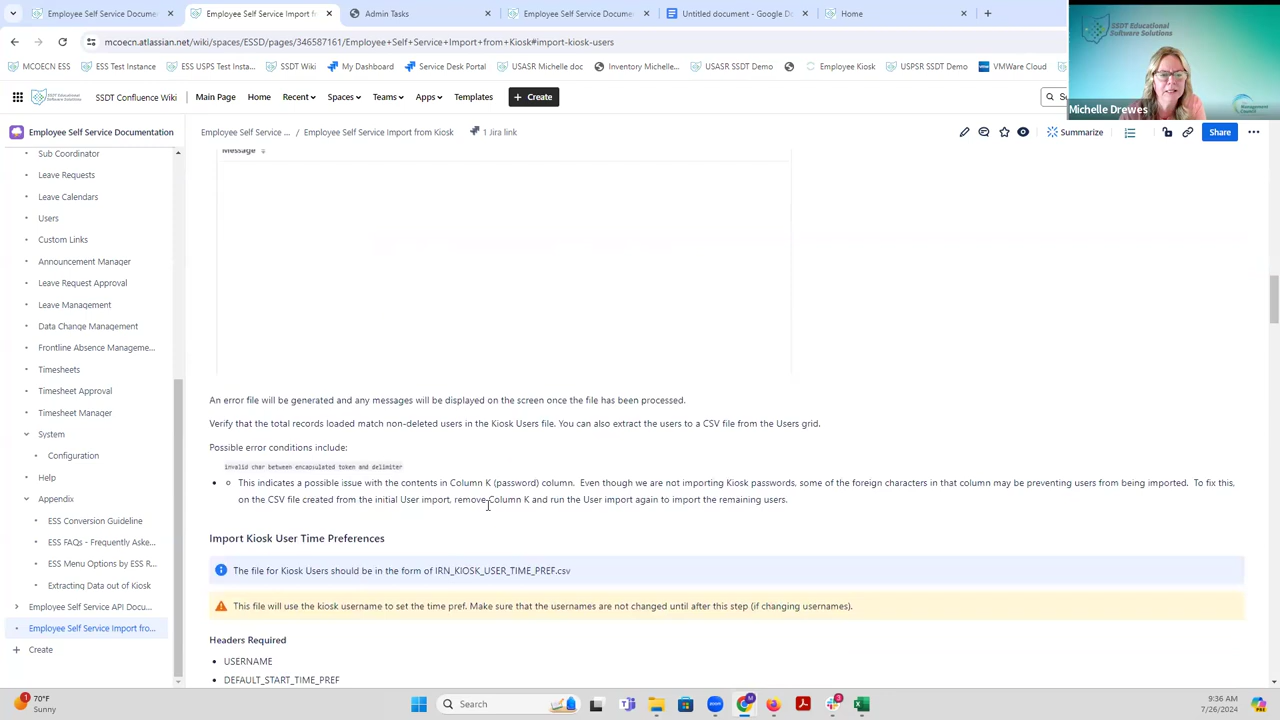 Employee Self Service Docume
Employee Self Service Import fr
Admin Tasks
Employee Self Service Docume
Untitled document - Google Do
Home
mcoecn.atlassian.net/wiki/spaces/ESSD/pages/346587161/Employee+Self+Service+Import+from+Kiosk#import-kiosk-users
MCOECN ESS
ESS Test Instance
ESS USPS Test Insta...
SSDT Wiki
My Dashboard
Service Desk Portal
USASR Michelle doc
Inventory Michelle...
USASR SSDT Demo
Employee Kiosk
USPSR SSDT Demo
VMWare Cloud
SSDT Educational
Software Solutions
Michelle Drewes
Management
Council
SSDT Confluence Wiki
Main Page
Home
Recent
Spaces
Teams
Apps
Templates
Create
Employee Self Service Documentation
Employee Self Service ... / Employee Self Service Import from Kiosk
1 Jira link
Summarize
Share
Sub Coordinator
Leave Requests
Leave Calendars
Users
Custom Links
Announcement Manager
Leave Request Approval
Leave Management
Data Change Management
Frontline Absence Manageme...
Timesheets
Timesheet Approval
Timesheet Manager
System
Configuration
Help
Appendix
ESS Conversion Guideline
ESS FAQs - Frequently Aske...
ESS Menu Options by ESS R...
Extracting Data out of Kiosk
Employee Self Service API Docu...
Employee Self Service Import fro...
Create
Message
An error file will be generated and any messages will be displayed on the screen once the file has been processed.
Verify that the total records loaded match non-deleted users in the Kiosk Users file. You can also extract the users to a CSV file from the Users grid.
Possible error conditions include:
invalid char between encapsulated token and delimiter
This indicates a possible issue with the contents in Column K (password) column. Even though we are not importing Kiosk passwords, some of the foreign characters in that column may be preventing users from being imported. To fix this,
on the CSV file created from the initial User import, remove Column K and run the User import again to import the remaining users.
Import Kiosk User Time Preferences
The file for Kiosk Users should be in the form of IRN_KIOSK_USER_TIME_PREF.csv
This file will use the kiosk username to set the time pref. Make sure that the usernames are not changed until after this step (if changing usernames).
Headers Required
USERNAME
DEFAULT_START_TIME_PREF
70°F
Sunny
Search
9:36 AM
7/26/2024